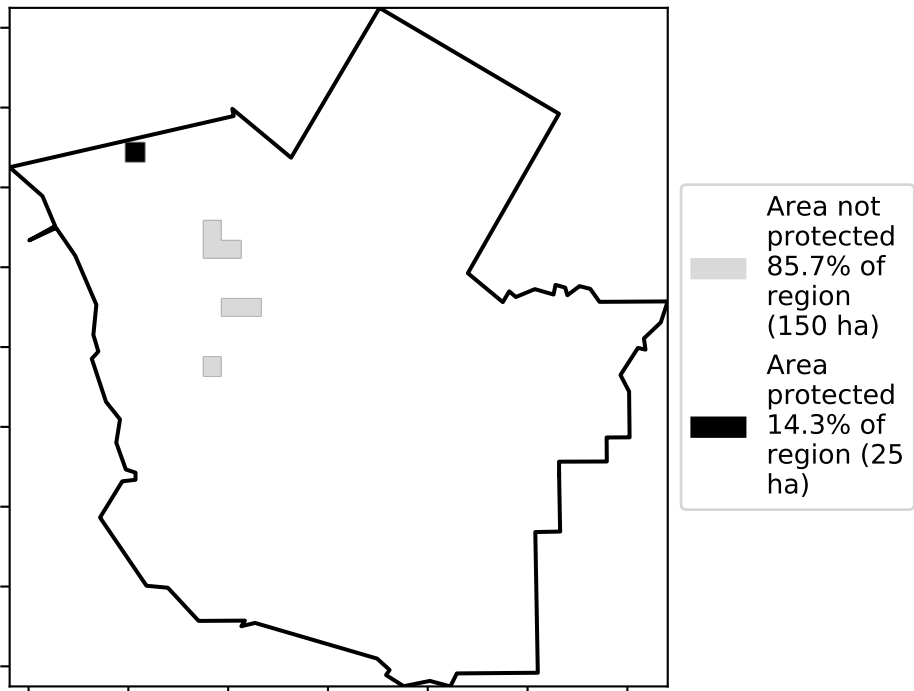 Area not
protected
85.7% of
region
(150 ha)
Area
protected
14.3% of
region (25
ha)